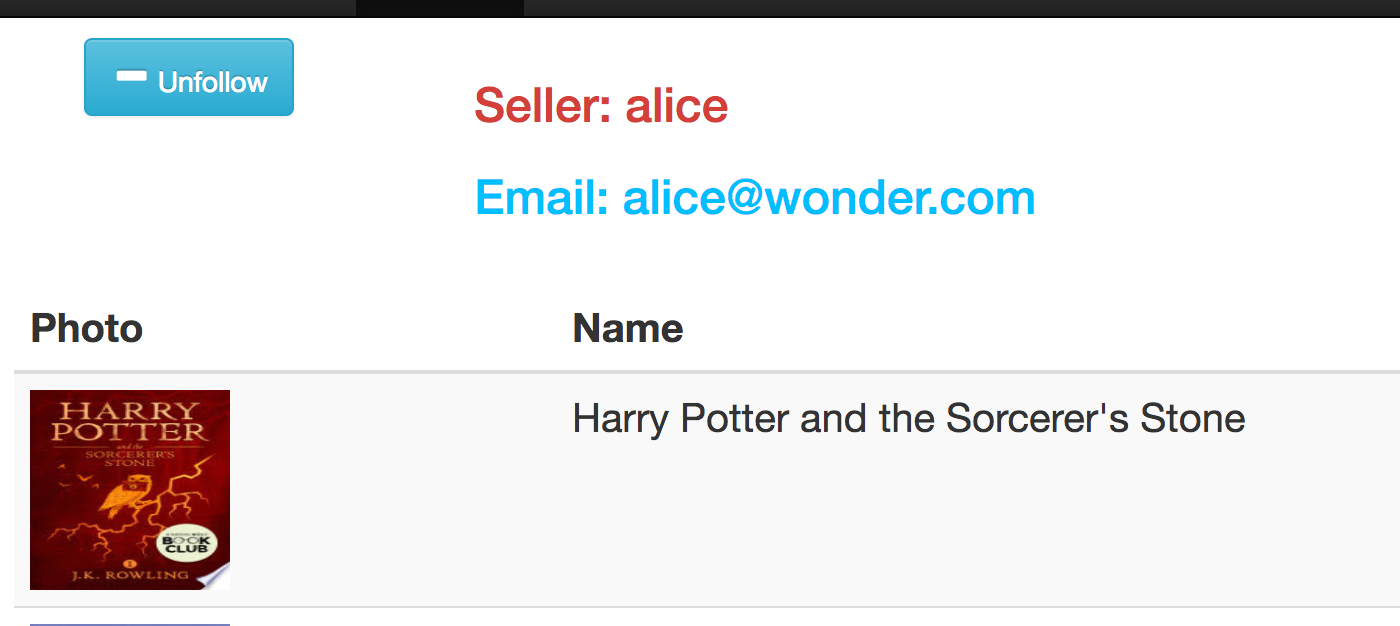 Unfollow
Seller: alice
Email: alice@wonder.com
Photo
Name
HARRY
POTTER
and the
SORCERER'S
STONE
BOOK
CLUB
J.K. ROWLING
Harry Potter and the Sorcerer's Stone